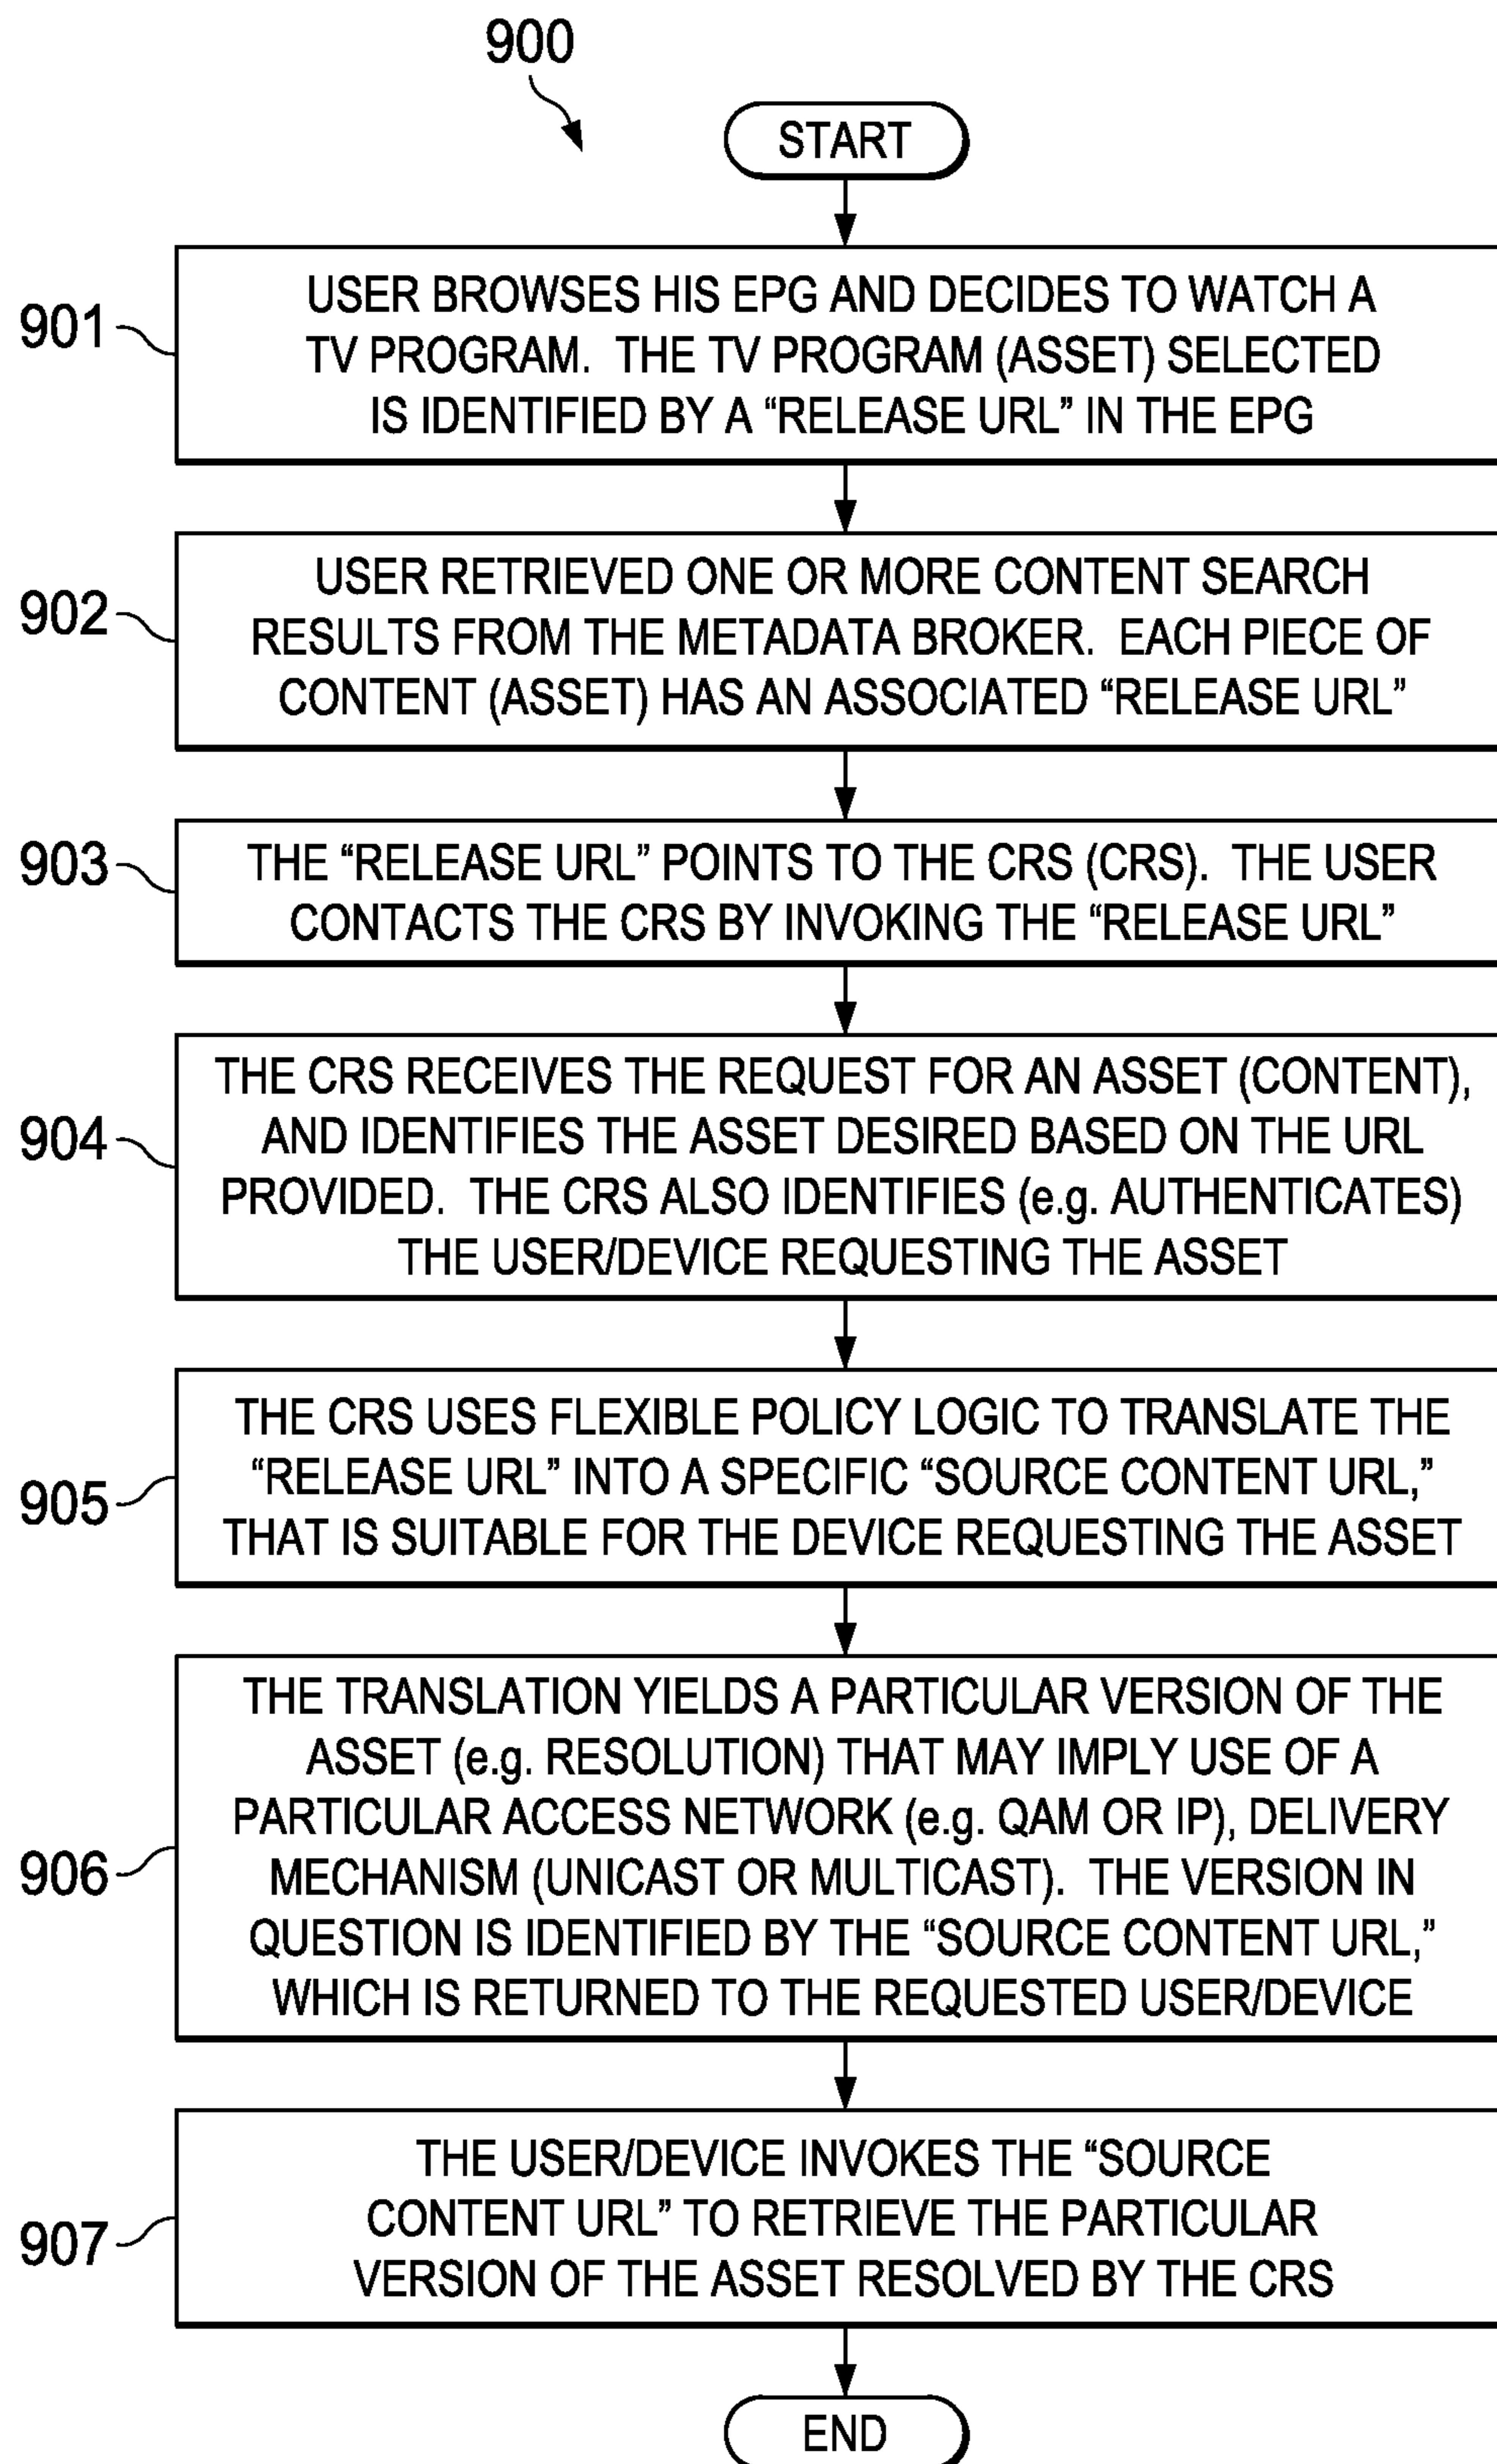 900
START
901
USER BROWSES HIS EPG AND DECIDES TO WATCH A
TV PROGRAM. THE TV PROGRAM (ASSET) SELECTED
IS IDENTIFIED BY A “RELEASE URL” IN THE EPG
902
USER RETRIEVED ONE OR MORE CONTENT SEARCH
RESULTS FROM THE METADATA BROKER. EACH PIECE OF
CONTENT (ASSET) HAS AN ASSOCIATED “RELEASE URL”
903
THE “RELEASE URL” POINTS TO THE CRS (CRS). THE USER
CONTACTS THE CRS BY INVOKING THE “RELEASE URL”
904
THE CRS RECEIVES THE REQUEST FOR AN ASSET (CONTENT),
AND IDENTIFIES THE ASSET DESIRED BASED ON THE URL
PROVIDED. THE CRS ALSO IDENTIFIES (e.g. AUTHENTICATES)
THE USER/DEVICE REQUESTING THE ASSET
905
THE CRS USES FLEXIBLE POLICY LOGIC TO TRANSLATE THE
“RELEASE URL” INTO A SPECIFIC “SOURCE CONTENT URL,”
THAT IS SUITABLE FOR THE DEVICE REQUESTING THE ASSET
906
THE TRANSLATION YIELDS A PARTICULAR VERSION OF THE
ASSET (e.g. RESOLUTION) THAT MAY IMPLY USE OF A
PARTICULAR ACCESS NETWORK (e.g. QAM OR IP), DELIVERY
MECHANISM (UNICAST OR MULTICAST). THE VERSION IN
QUESTION IS IDENTIFIED BY THE “SOURCE CONTENT URL,”
WHICH IS RETURNED TO THE REQUESTED USER/DEVICE
907
THE USER/DEVICE INVOKES THE “SOURCE
CONTENT URL” TO RETRIEVE THE PARTICULAR
VERSION OF THE ASSET RESOLVED BY THE CRS
END